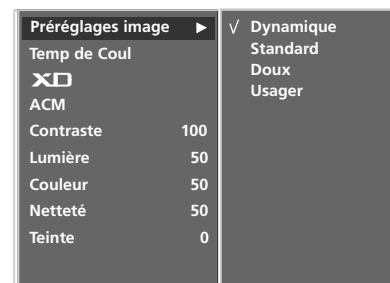 Préréglages image ▶
Temp de Coul
XD
ACM
Contraste 100
Lumière 50
Couleur 50
Netteté 50
Teinte 0
√ Dynamique
Standard
Doux
Usager